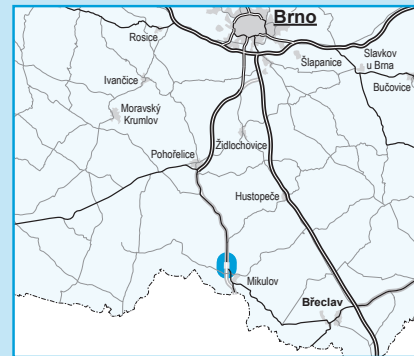 Brno
Rosice
Slavkov
u Brna
Šlapanice
Ivančice
Bučovice
Moravský
Krumlov
Židlochovice
Pohořelice
Hustopeče
Mikulov
Břeclav